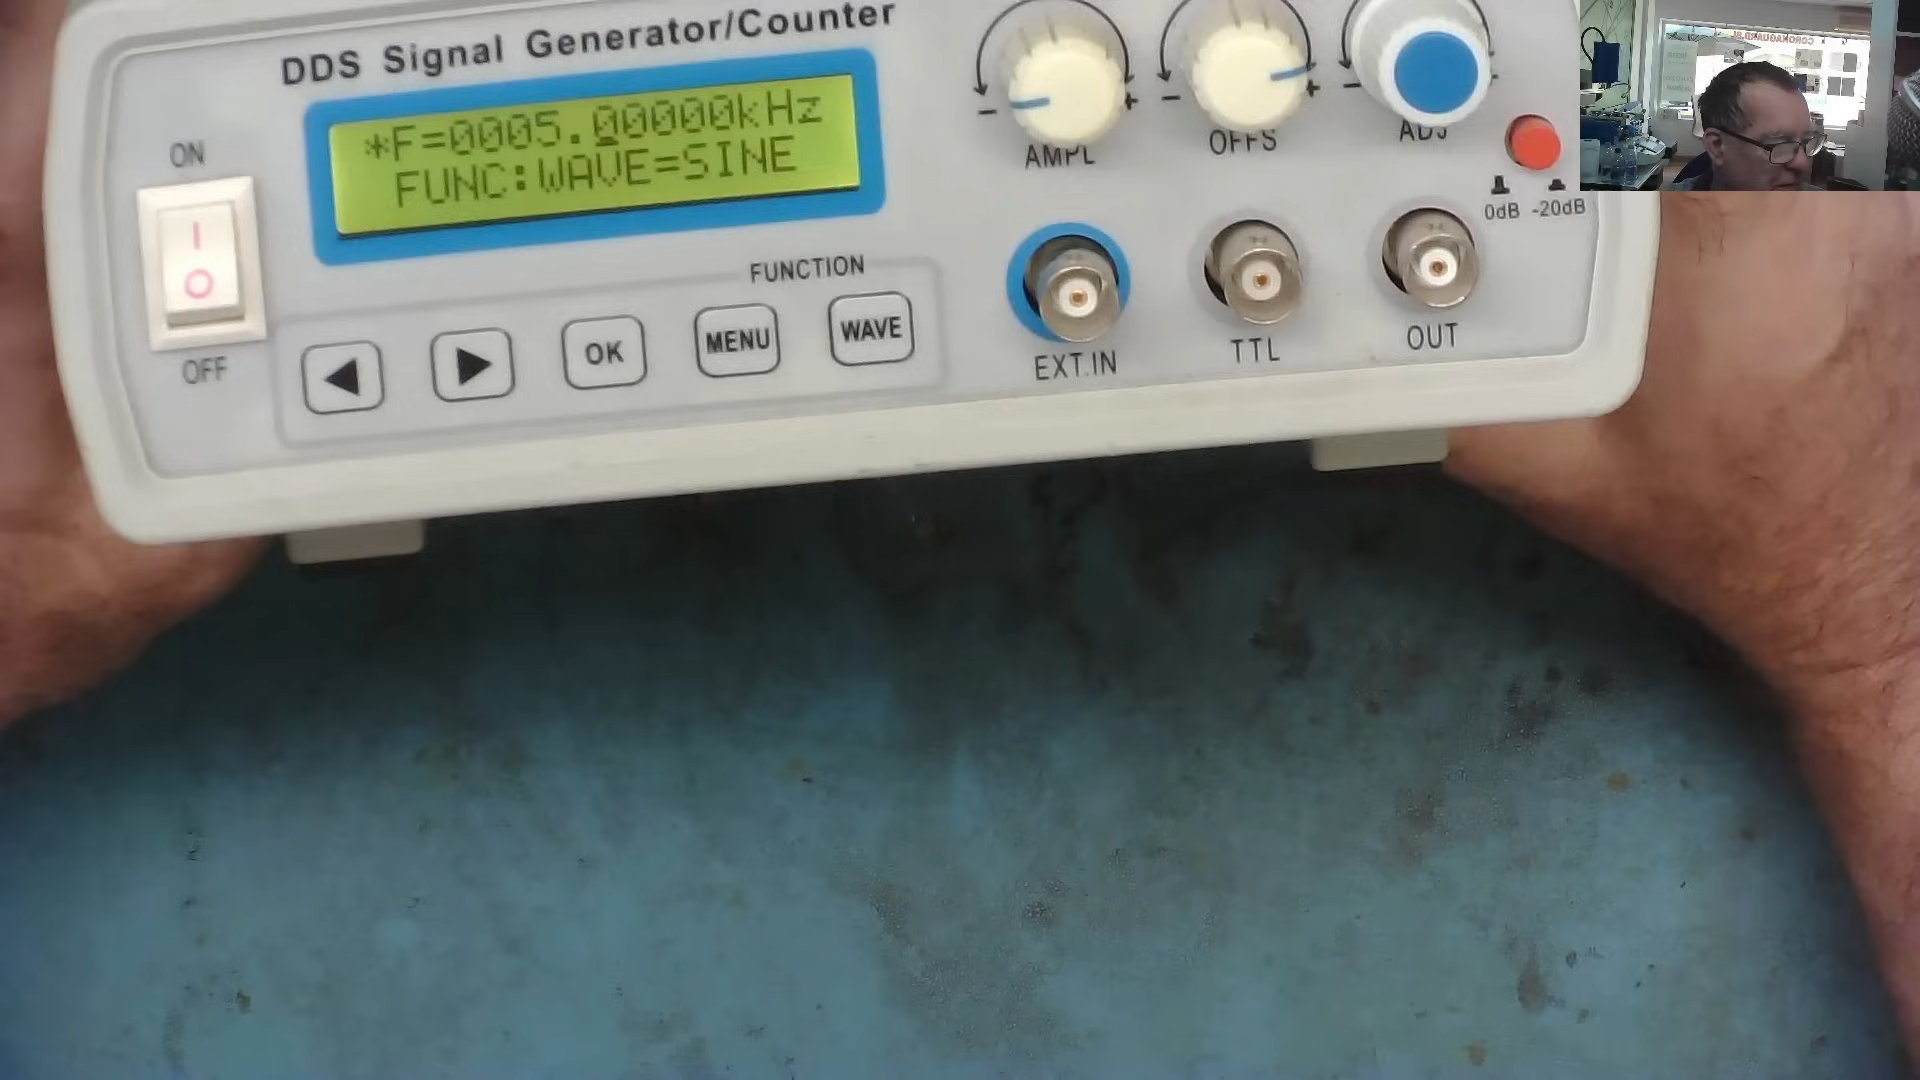 DDS Signal Generator/Counter
*F=0005.00000kHz
FUNC:WAVE=SINE
ON
I
O
OFF
FUNCTION
OK
MENU
WAVE
- +
AMPL
- +
OFFS
-
ADJ
0dB -20dB
EXT.IN
TTL
OUT